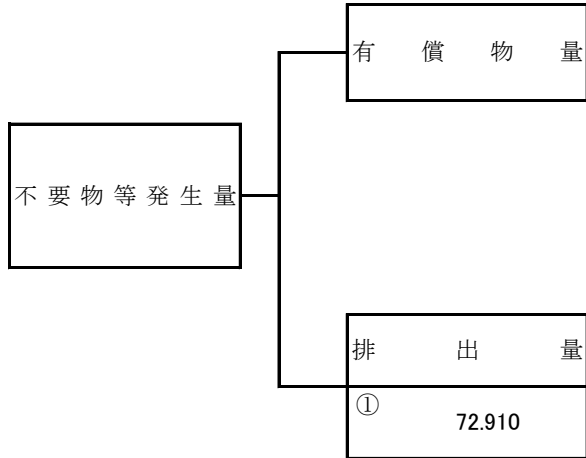 有償物量
不要物等発生量
排出量
①
72.910